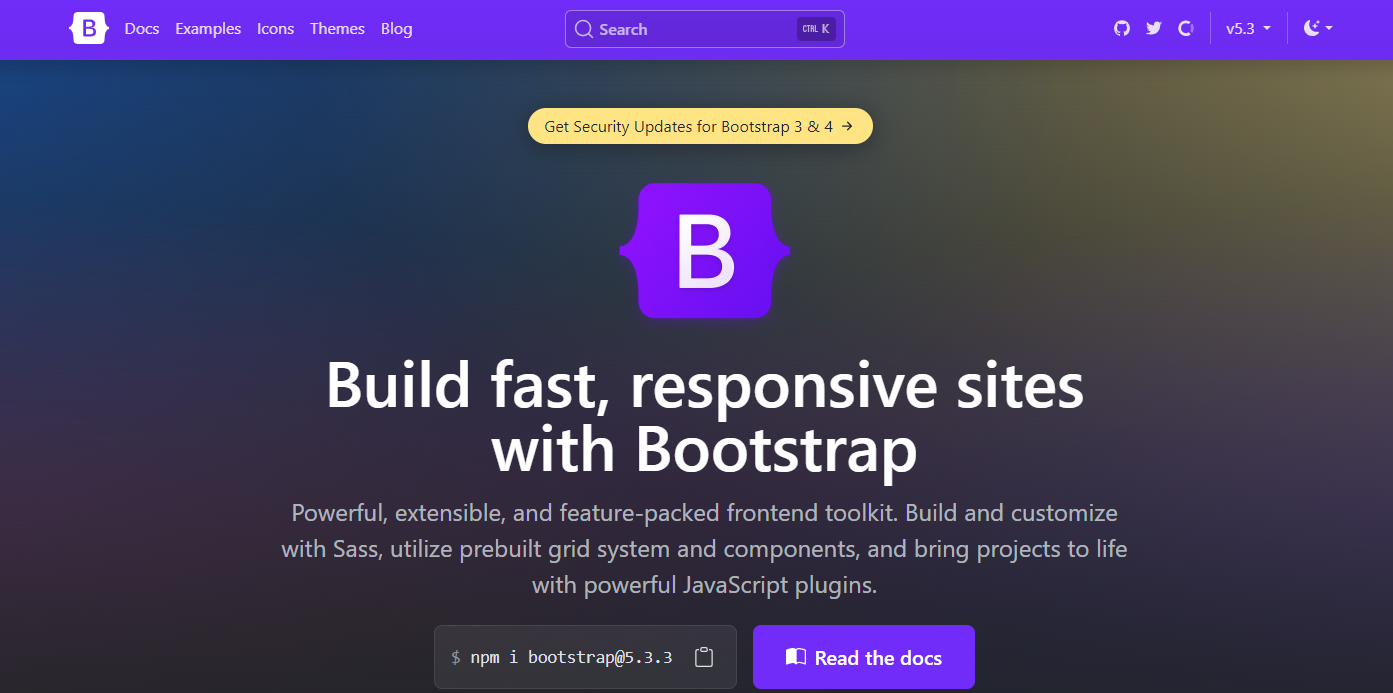 B Docs Examples Icons Themes Blog Search CTRL K v5.3
Get Security Updates for Bootstrap 3 & 4 →
B
Build fast, responsive sites
with Bootstrap
Powerful, extensible, and feature-packed frontend toolkit. Build and customize
with Sass, utilize prebuilt grid system and components, and bring projects to life
with powerful JavaScript plugins.
$ npm i bootstrap@5.3.3 Read the docs